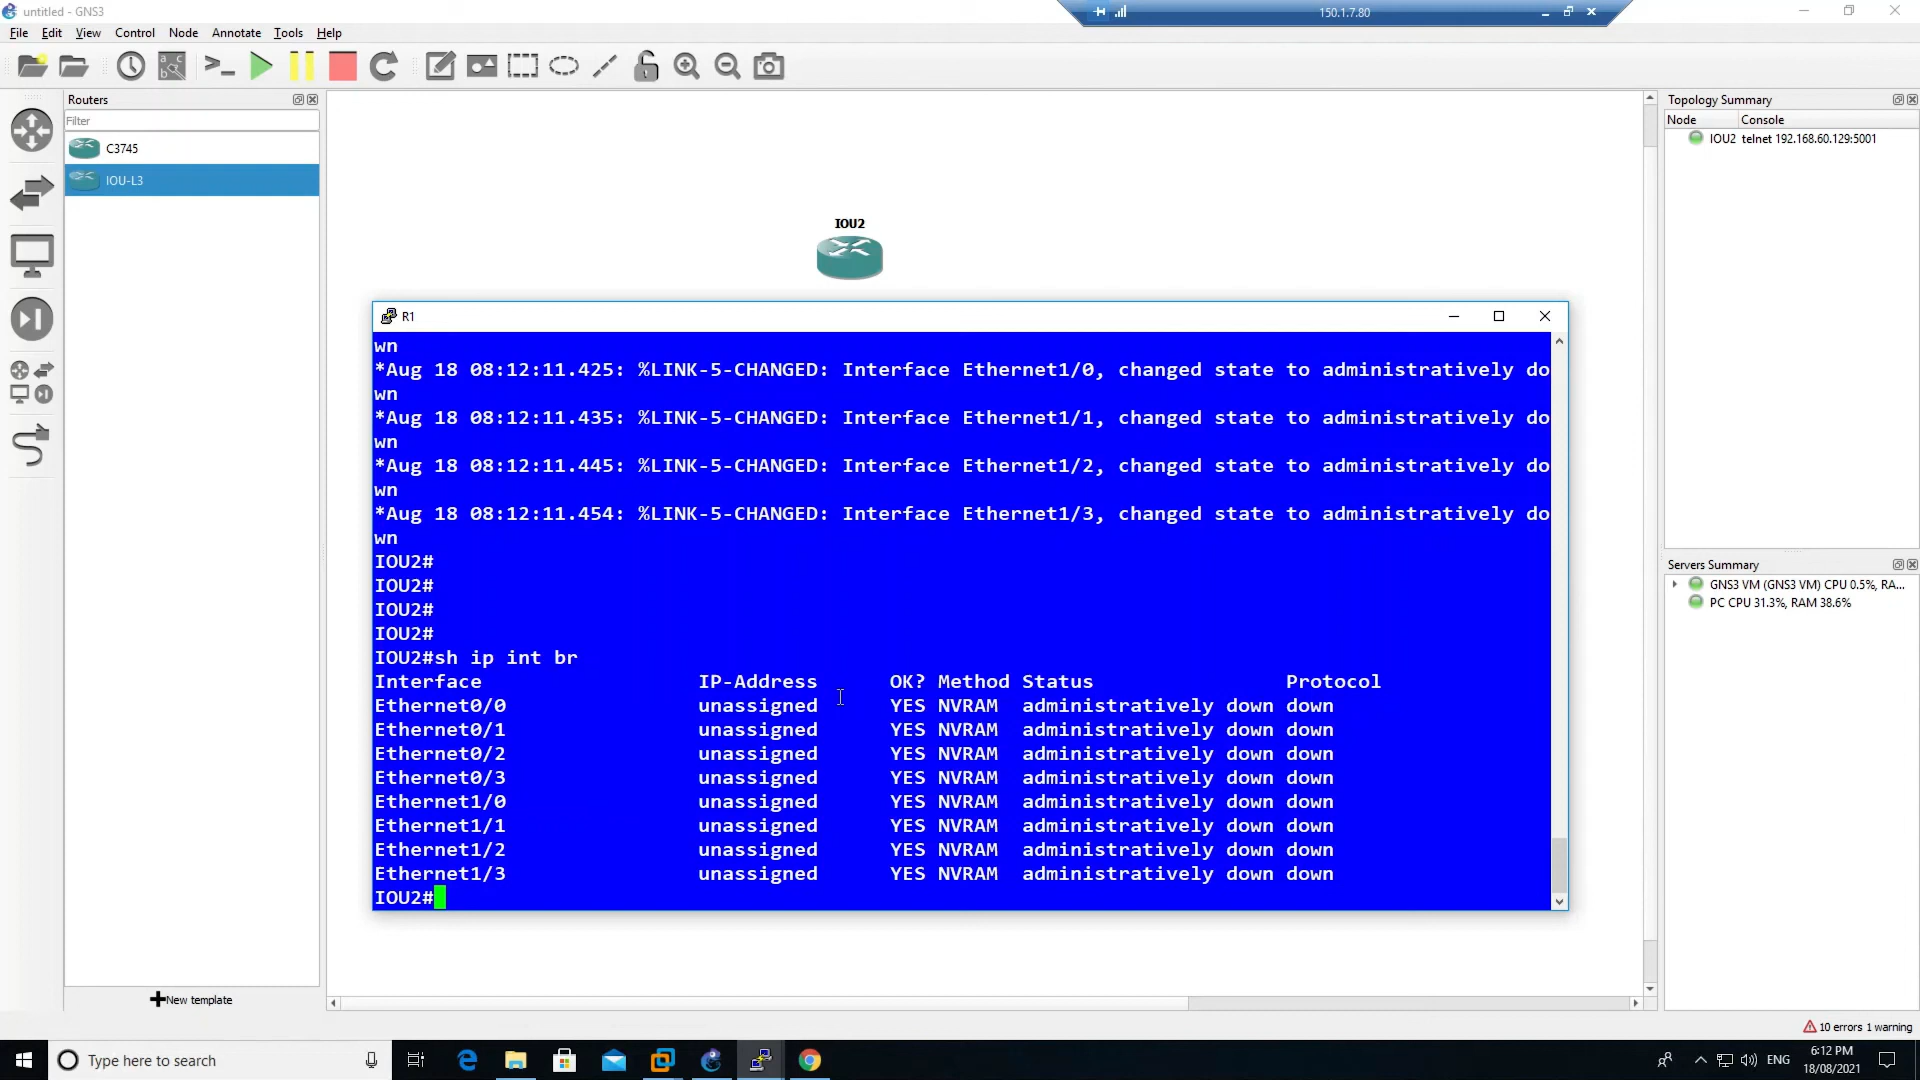 untitled - GNS3
150.1.7.80
File Edit View Control Node Annotate Tools Help
Routers
Filter
C3745
IOU-L3
New template
IOU2
R1
wn
*Aug 18 08:12:11.425: %LINK-5-CHANGED: Interface Ethernet1/0, changed state to administratively do
wn
*Aug 18 08:12:11.435: %LINK-5-CHANGED: Interface Ethernet1/1, changed state to administratively do
wn
*Aug 18 08:12:11.445: %LINK-5-CHANGED: Interface Ethernet1/2, changed state to administratively do
wn
*Aug 18 08:12:11.454: %LINK-5-CHANGED: Interface Ethernet1/3, changed state to administratively do
wn
IOU2#
IOU2#
IOU2#
IOU2#
IOU2#sh ip int br
Interface IP-Address OK? Method Status Protocol
Ethernet0/0 unassigned YES NVRAM administratively down down
Ethernet0/1 unassigned YES NVRAM administratively down down
Ethernet0/2 unassigned YES NVRAM administratively down down
Ethernet0/3 unassigned YES NVRAM administratively down down
Ethernet1/0 unassigned YES NVRAM administratively down down
Ethernet1/1 unassigned YES NVRAM administratively down down
Ethernet1/2 unassigned YES NVRAM administratively down down
Ethernet1/3 unassigned YES NVRAM administratively down down
IOU2#
Topology Summary
Node Console
IOU2 telnet 192.168.60.129:5001
Servers Summary
GNS3 VM (GNS3 VM) CPU 0.5%, RA...
PC CPU 31.3%, RAM 38.6%
10 errors 1 warning
Type here to search
ENG
6:12 PM
18/08/2021